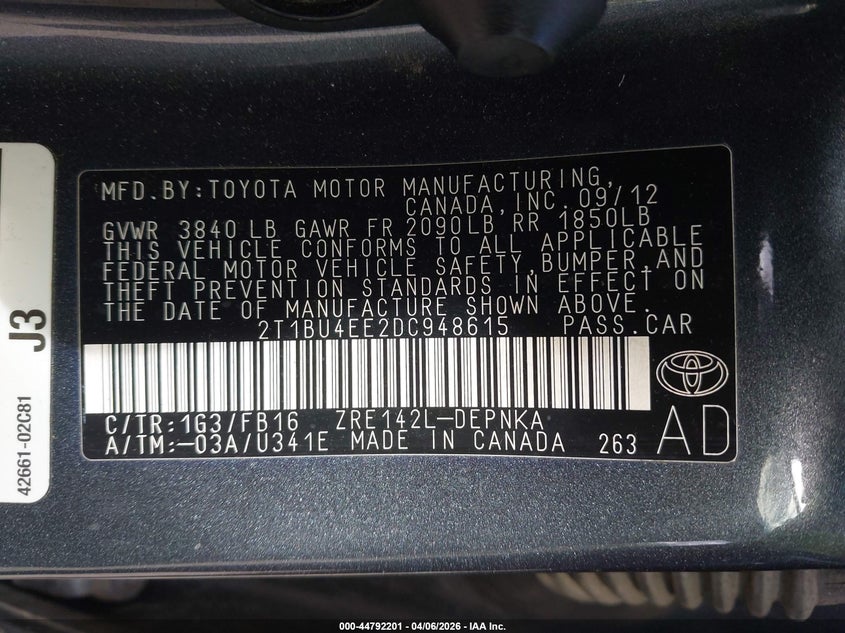 MFD.BY:TOYOTA MOTOR MANUFACTURING,
CANADA,INC. 09/12
GVWR 3840 LB GAWR FR 2090LB RR 1850LB
THIS VEHICLE CONFORMS TO ALL APPLICABLE
FEDERAL MOTOR VEHICLE SAFETY,BUMPER,AND
THEFT PREVENTION STANDARDS IN EFFECT ON
THE DATE OF MANUFACTURE SHOWN ABOVE.
2T1BU4EE2DC948615 PASS.CAR
C/TR:1G3/FB16 ZRE142L-DEPNKA
A/TM:-03A/U341E MADE IN CANADA 263
AD
J3
42661-02C81
000-44792201 - 04/06/2026 - IAA Inc.